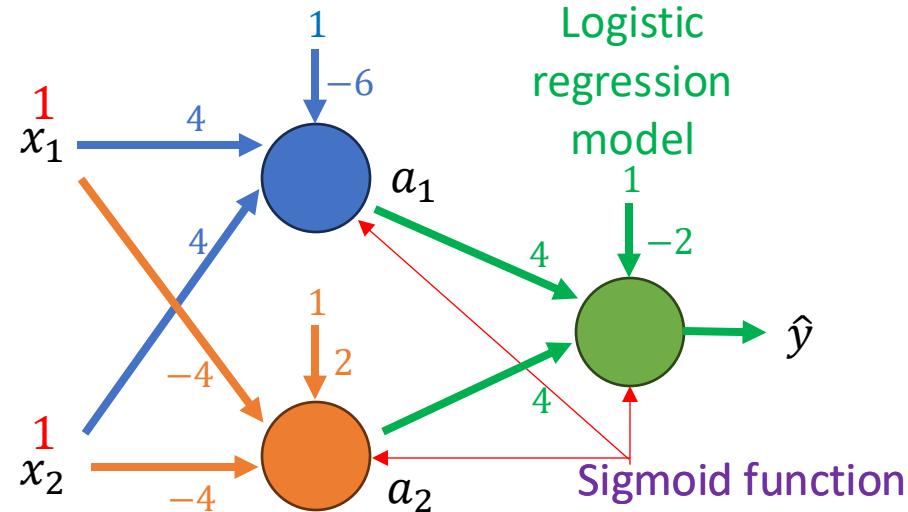 1
Logistic
regression
model
1
−6
x₁
4
a₁
1
−2
4
4
1
2
−4
4
ŷ
1
x₂
−4
a₂
Sigmoid function